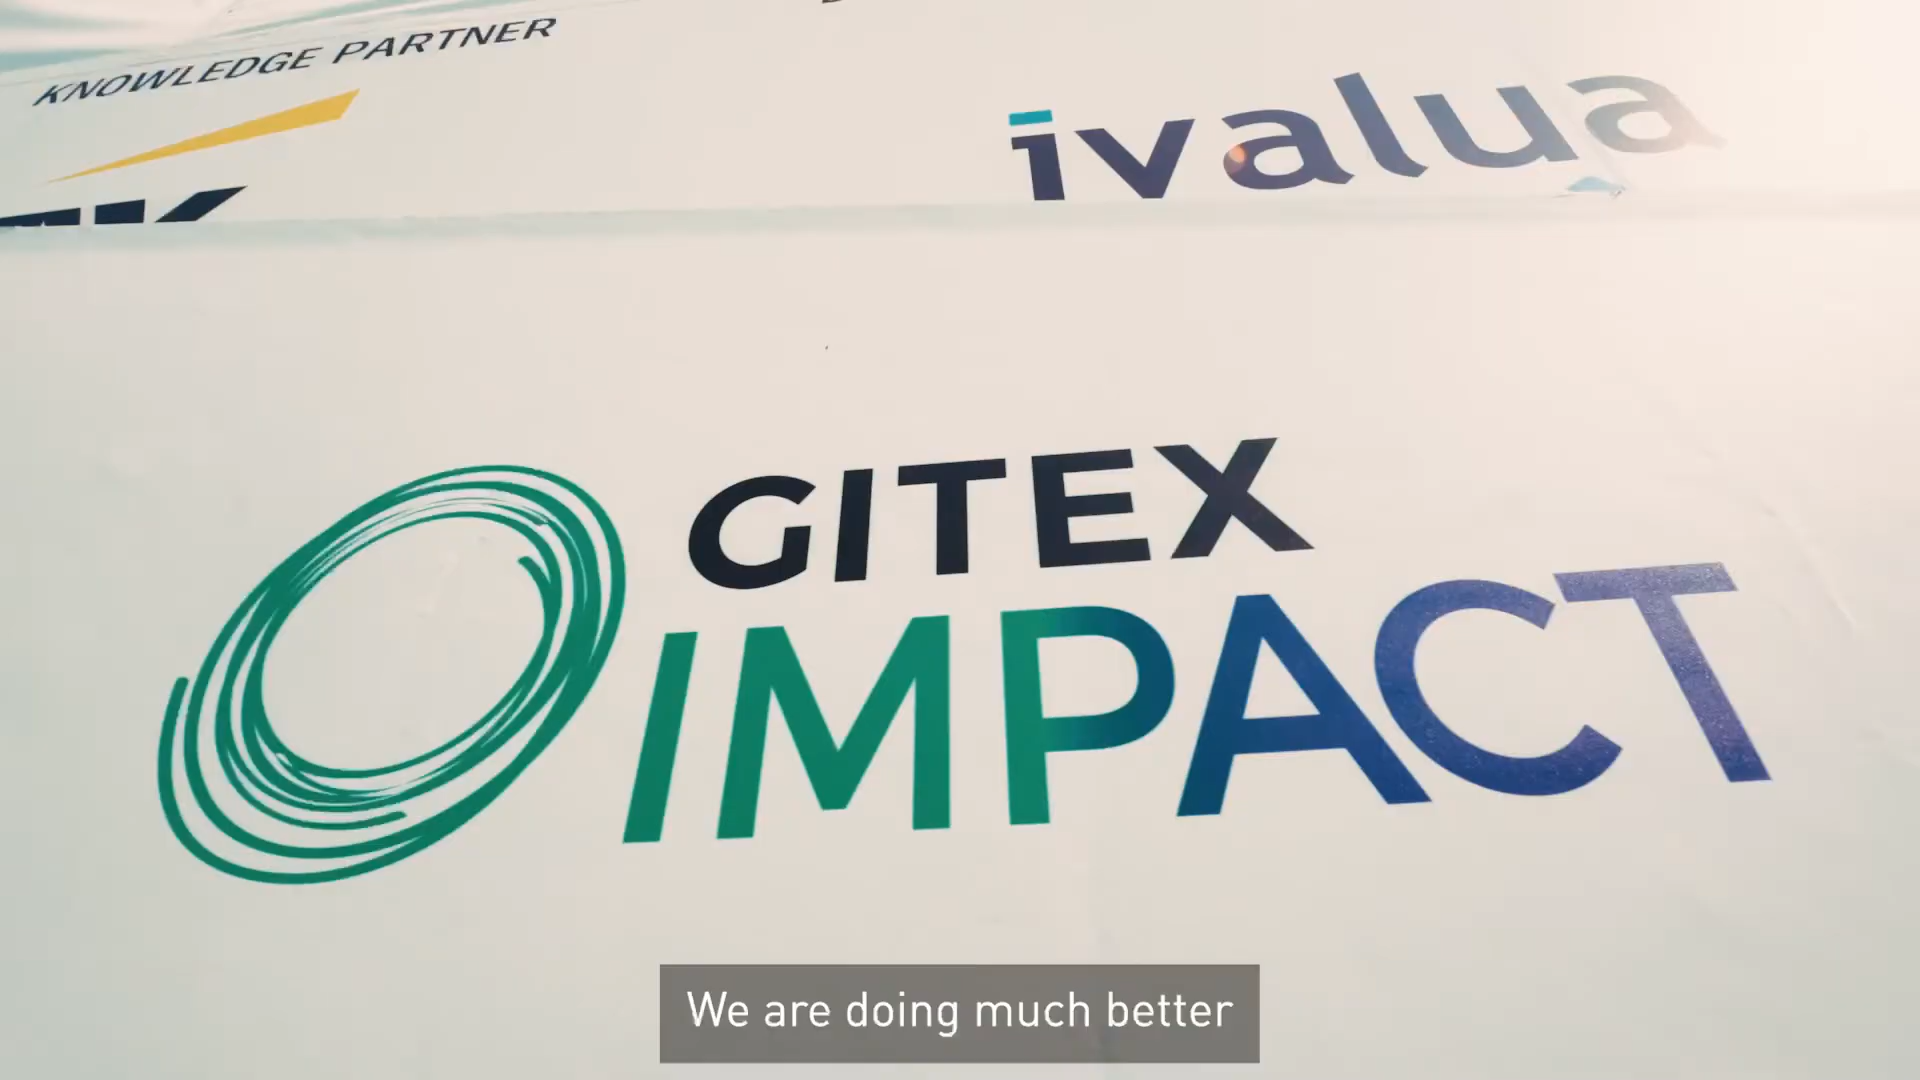 KNOWLEDGE PARTNER
ivalua
GITEX
IMPACT
We are doing much better